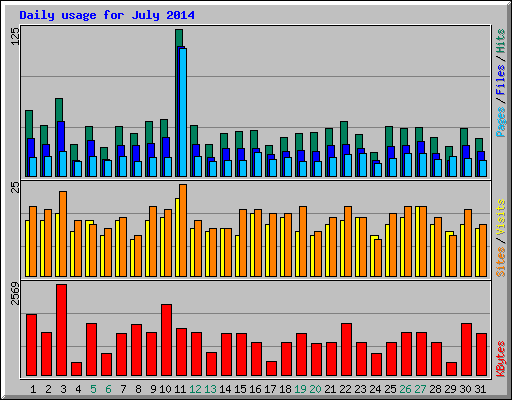 Daily usage for July 2014
125
Pages / Files / Hits
25
Sites / Visits
2569
KBytes
1 2 3 4 5 6 7 8 9 10 11 12 13 14 15 16 17 18 19 20 21 22 23 24 25 26 27 28 29 30 31